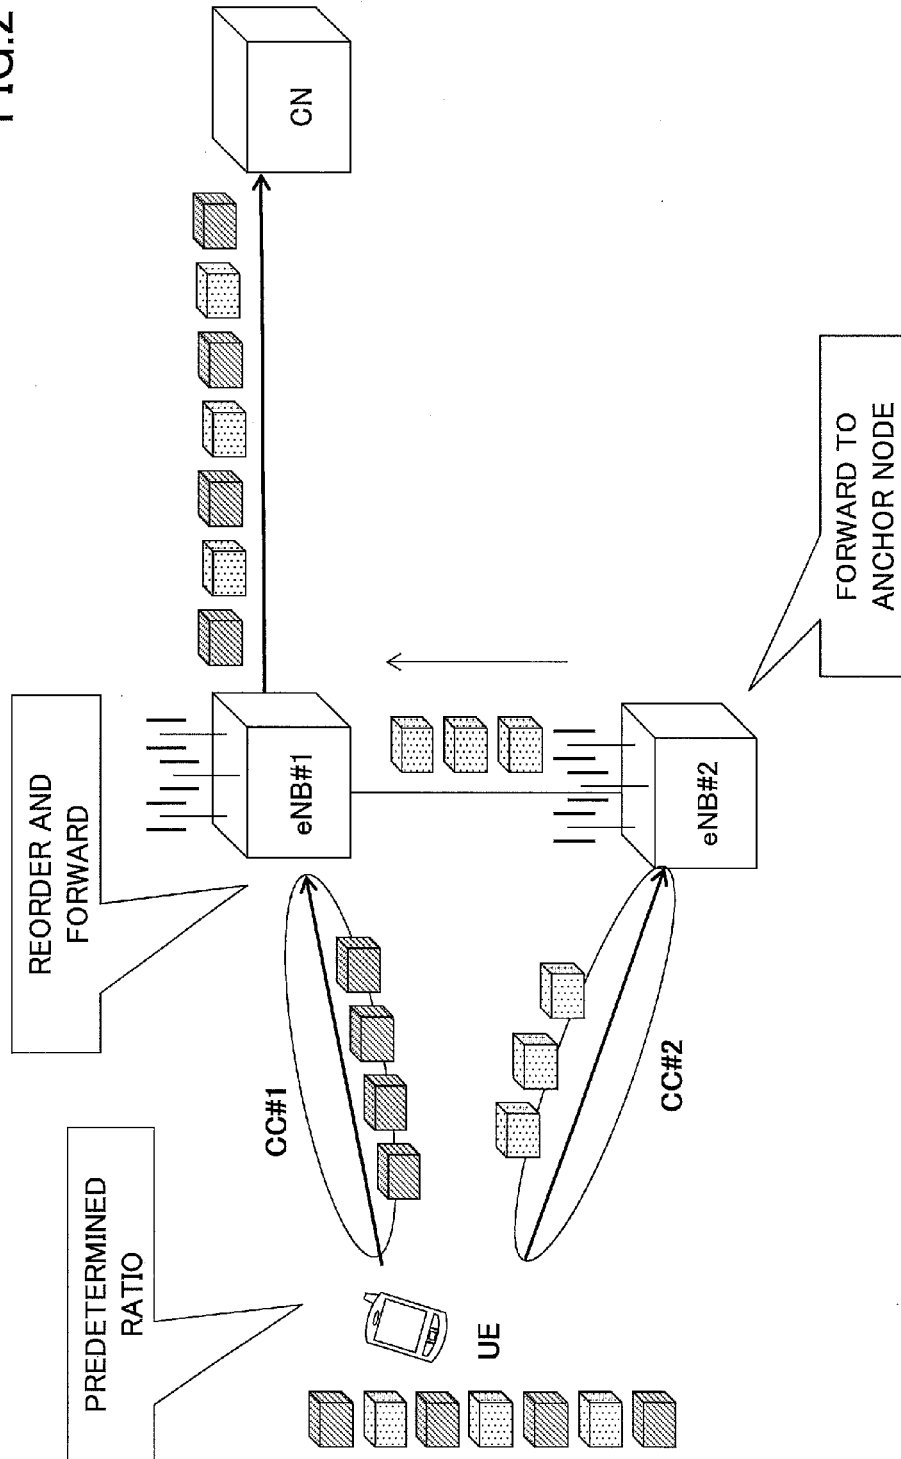 FIG.2
PREDETERMINED
RATIO
REORDER AND
FORWARD
UE
CC#1
CC#2
eNB#1
eNB#2
CN
FORWARD TO
ANCHOR NODE